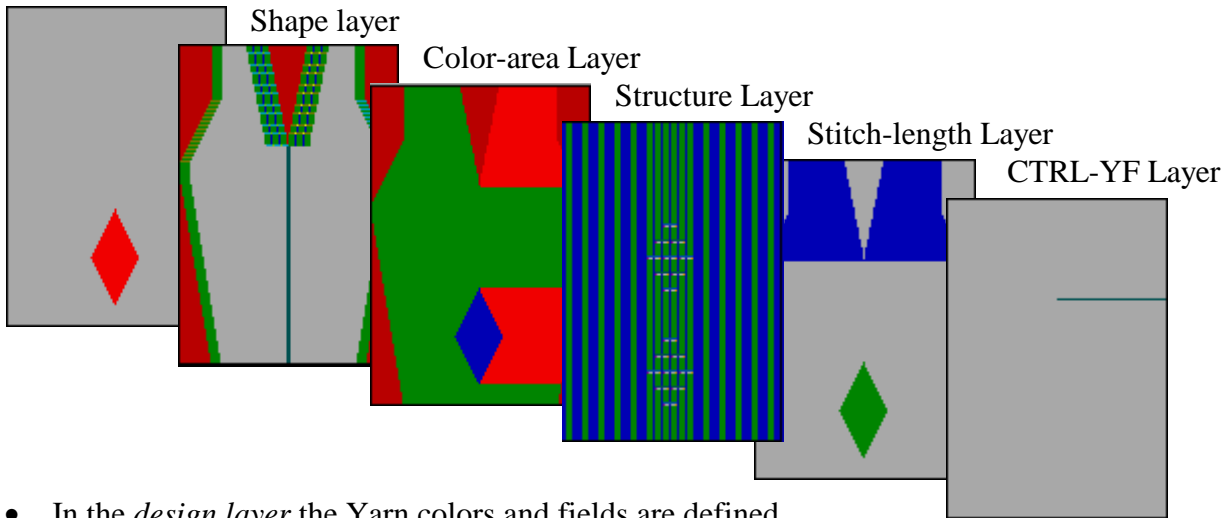 Shape layer
Color-area Layer
Structure Layer
Stitch-length Layer
CTRL-YF Layer
• In the design layer the Yarn colors and fields are defined